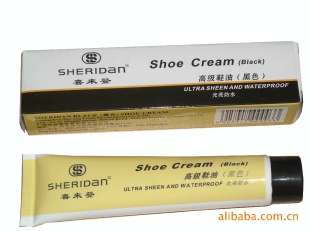 SHERIDAN
喜来登
Shoe Cream (Black)
高级鞋油（黑色）
ULTRA SHEEN AND WATERPROOF
光亮防水
SHERIDAN BLACK SHOE CREAM
SHERIDAN
喜来登
Shoe Cream (Black)
高级鞋油（黑色）
ULTRA SHEEN AND WATERPROOF 光亮防水
alibaba.com.cn